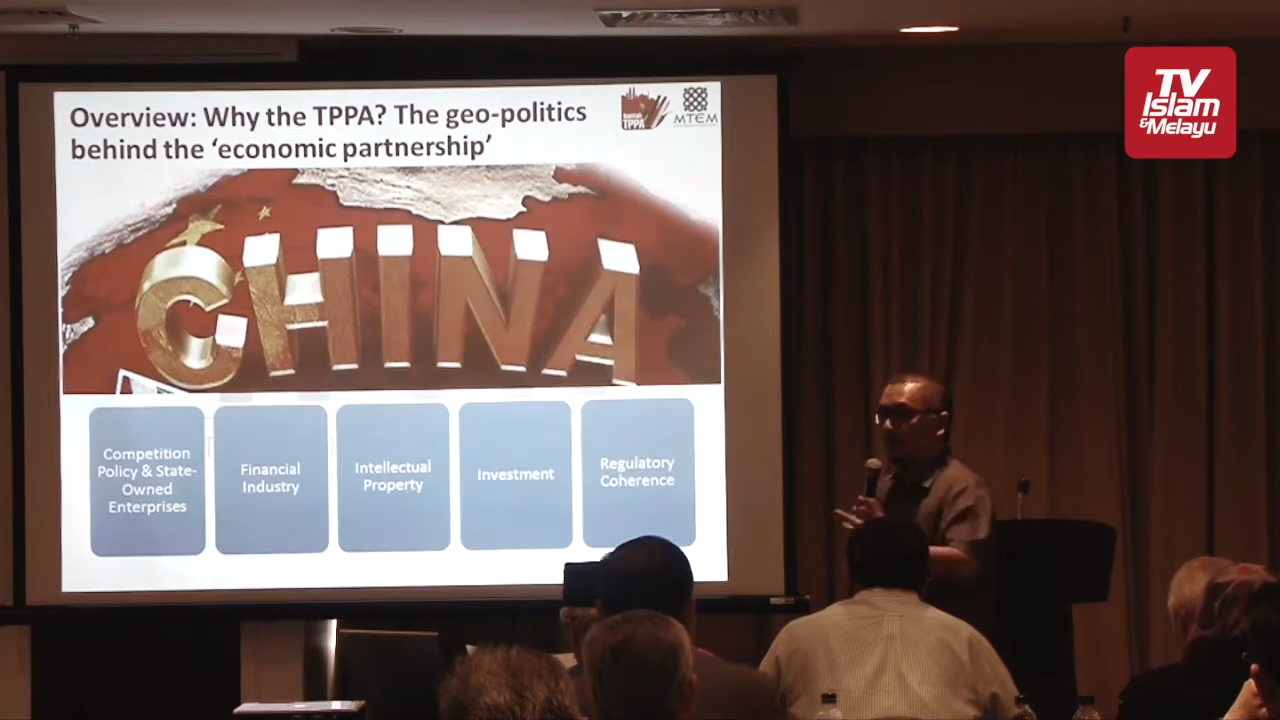 Overview: Why the TPPA? The geo-politics
behind the ‘economic partnership’
TPPA
MTEM
CHINA
Competition
Policy & State-
Owned
Enterprises
Financial
Industry
Intellectual
Property
Investment
Regulatory
Coherence
TV
Islam
&Melayu